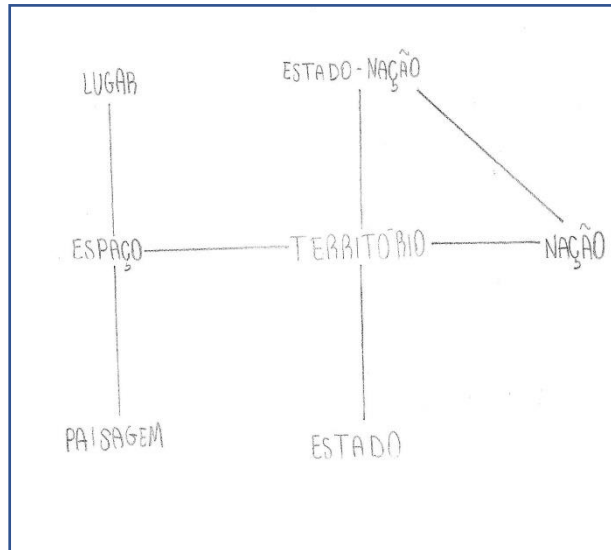 LUGAR
ESTADO-NAÇÃO
ESPAÇO
TERRITÓRIO
NAÇÃO
PAISAGEM
ESTADO